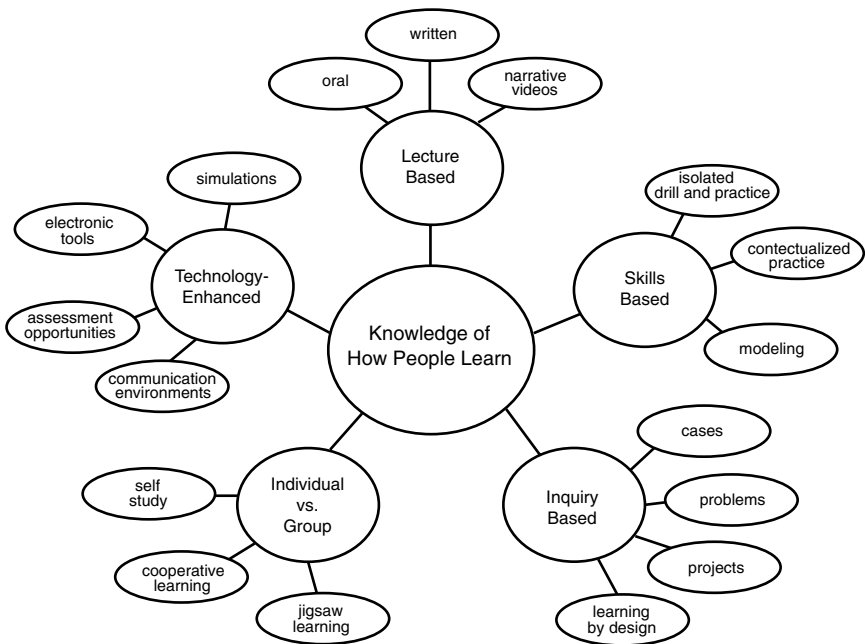 written
oral
narrative
videos
Lecture
Based
simulations
electronic
tools
Technology-
Enhanced
assessment
opportunities
communication
environments
isolated
drill and practice
contectualized
practice
Skills
Based
modeling
Knowledge of
How People Learn
self
study
Individual
vs.
Group
cooperative
learning
jigsaw
learning
cases
Inquiry
Based
problems
projects
learning
by design